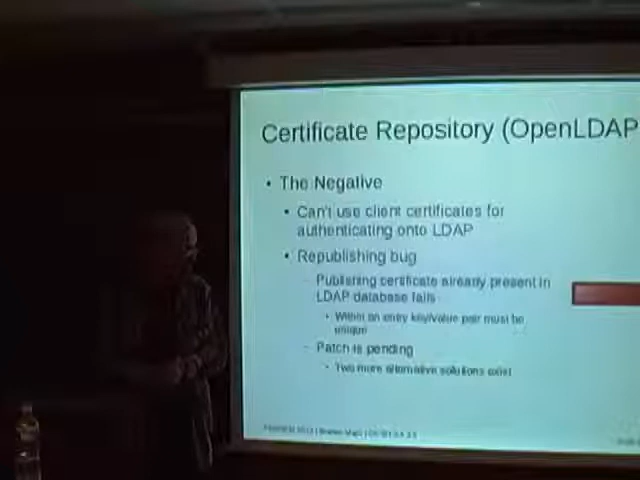 Certificate Repository (OpenLDAP
• The Negative
• Can't use client certificates for
authenticating onto LDAP
• Republishing bug
Publishing certificate already present in
LDAP database fails
• Within an entry key/value pair must be
unique
– Patch is pending
• Two more alternative solutions exist